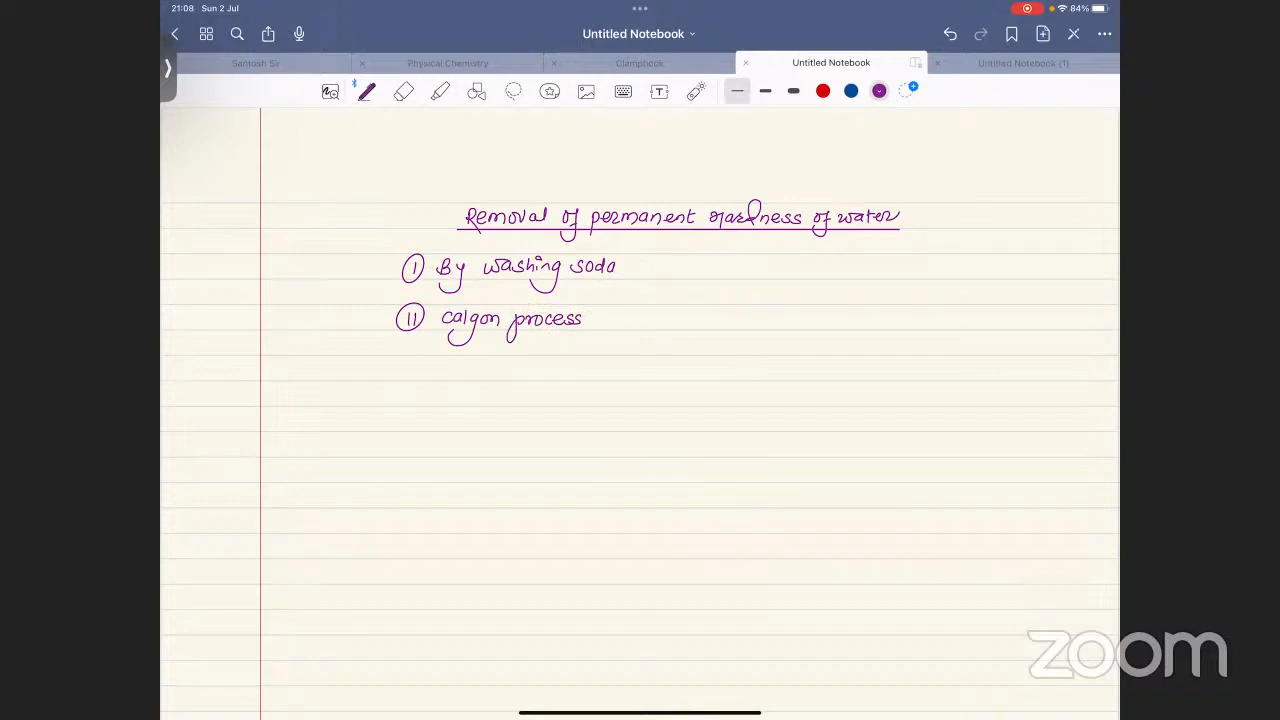 21:08 Sun 2 Jul
84%
Untitled Notebook
Santosh Sir
Physical Chemistry
Clampbook
Untitled Notebook
Untitled Notebook (1)
Removal of permanent hardness of water
I By washing soda
II calgon process
zoom